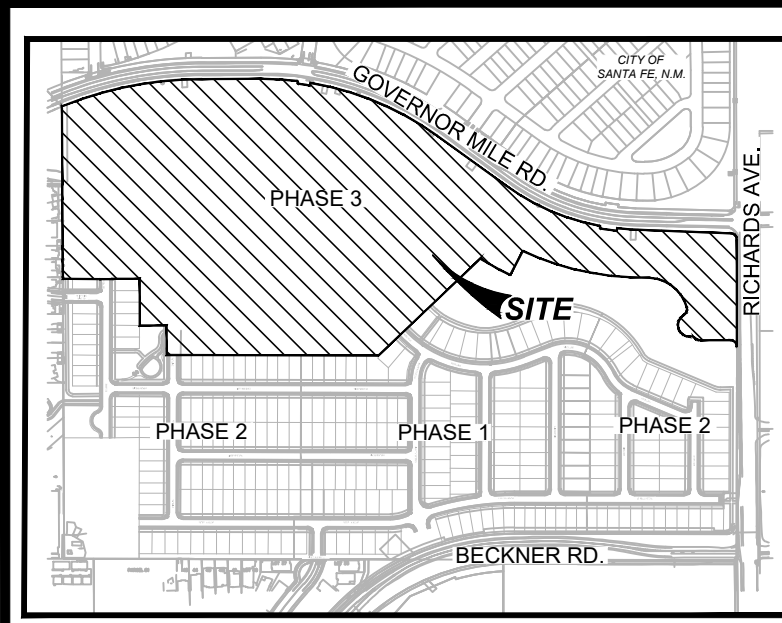 CITY OF
SANTA FE, N.M.
GOVERNOR MILE RD.
RICHARDS AVE.
PHASE 3
SITE
PHASE 2
PHASE 1
PHASE 2
BECKNER RD.